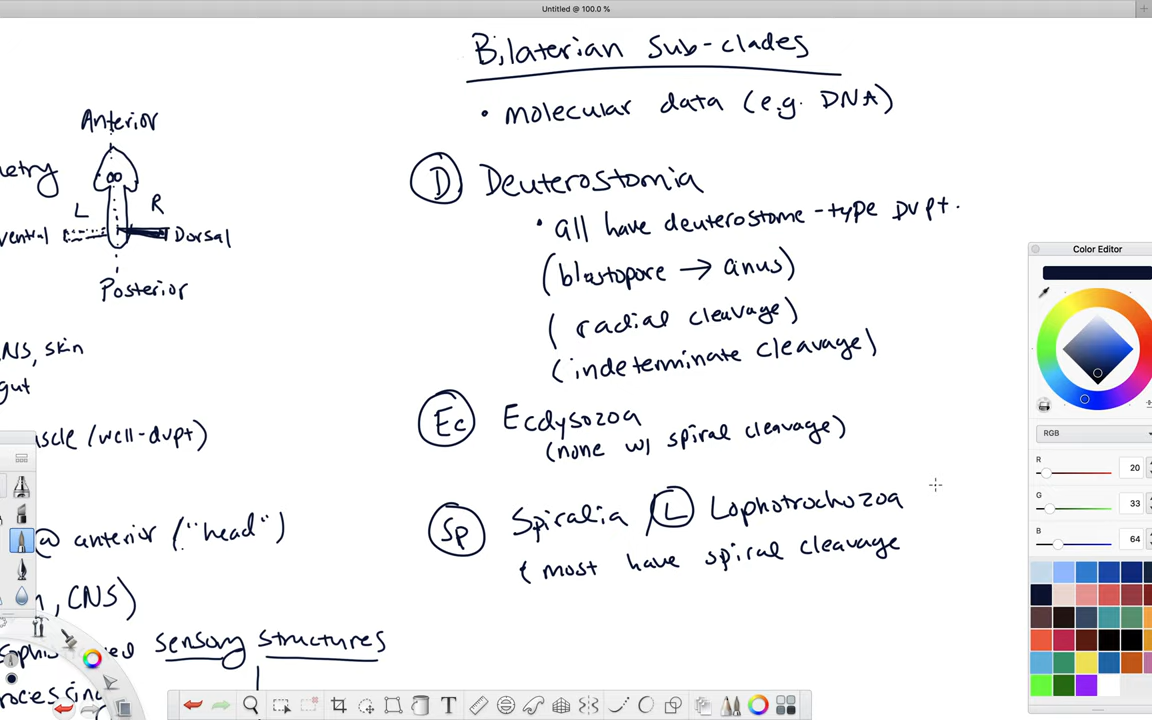 Untitled @ 100.0 %
Bilaterian Sub-clades
• molecular data (e.g. DNA)
Anterior
etry
L
R
ventral
Dorsal
Posterior
NS, skin
gut
scle (well-dvpt)
@ anterior ("head")
, CNS)
sensory structures
rocessing
D Deuterostomia
• all have deuterostome-type Dvpt.
(blastopore → anus)
(radial cleavage)
(indeterminate cleavage)
Ec Ecdysozoa
(none w/ spiral cleavage)
Sp Spiralia / L Lophotrochozoa
(most have spiral cleavage
Color Editor
RGB
R 20
G 33
B 64
T